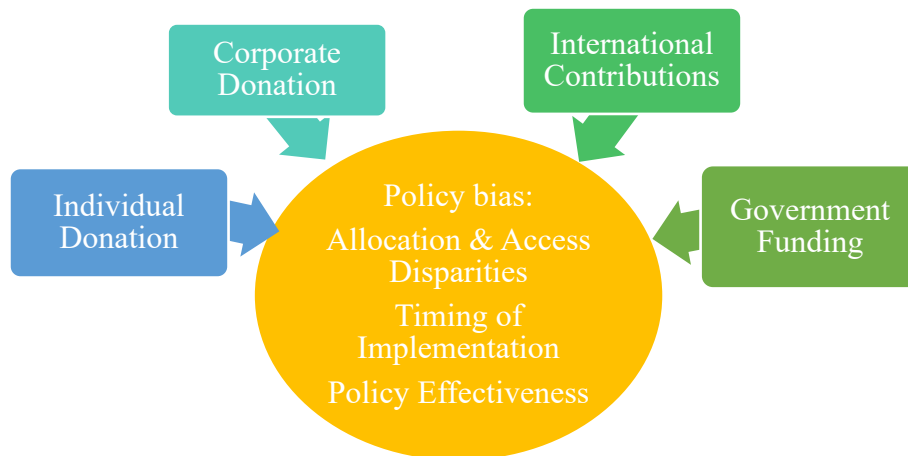 Corporate
Donation
International
Contributions
Individual
Donation
Government
Funding
Policy bias:
Allocation & Access
Disparities
Timing of
Implementation
Policy Effectiveness